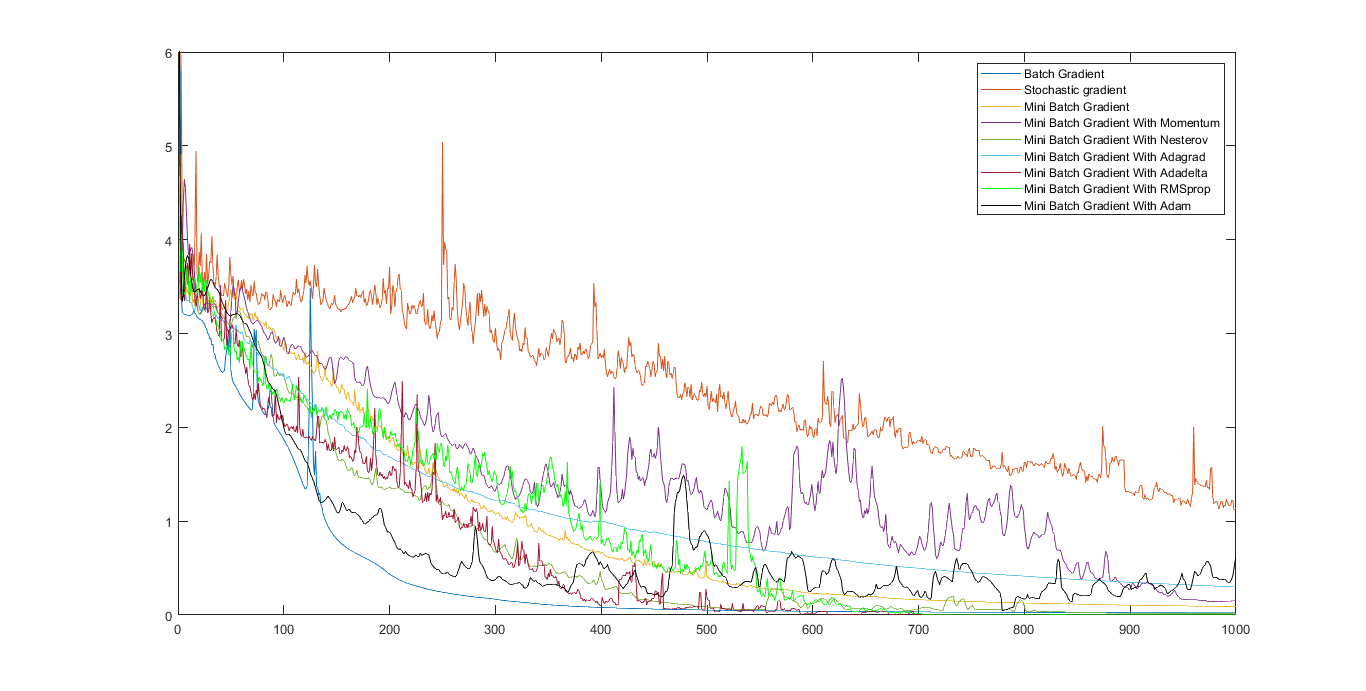 6
5
4
3
2
1
0
0 100 200 300 400 500 600 700 800 900 1000
Batch Gradient
Stochastic gradient
Mini Batch Gradient
Mini Batch Gradient With Momentum
Mini Batch Gradient With Nesterov
Mini Batch Gradient With Adagrad
Mini Batch Gradient With Adadelta
Mini Batch Gradient With RMSprop
Mini Batch Gradient With Adam